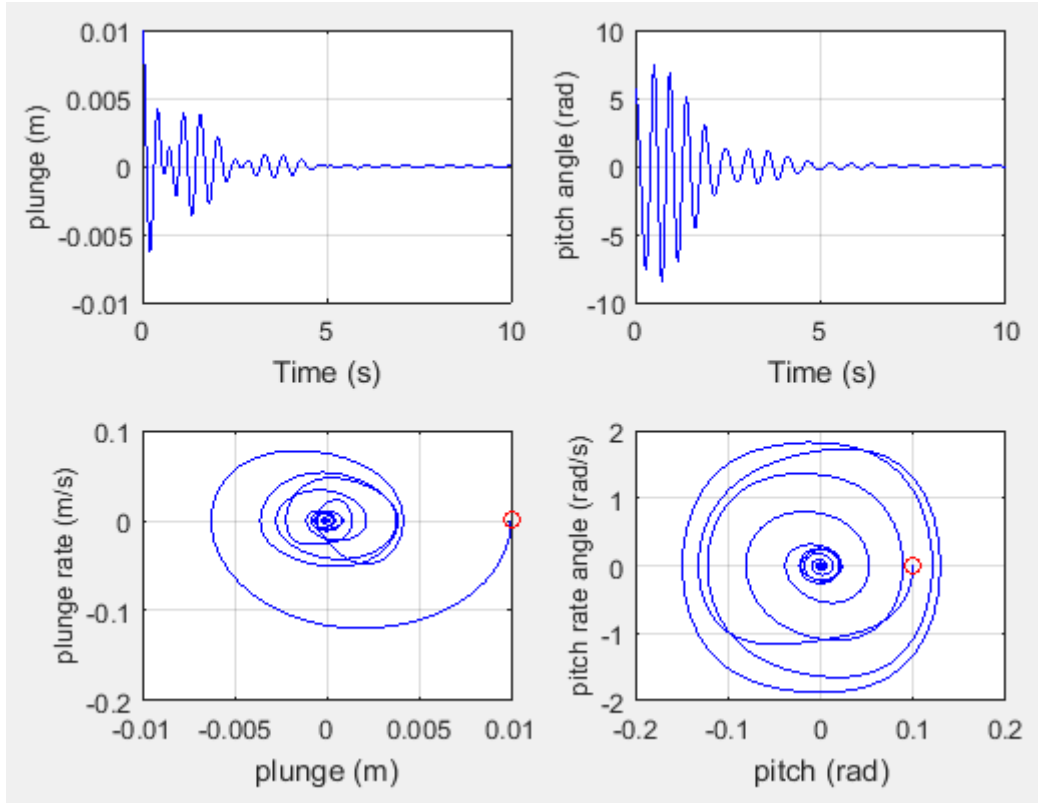 plunge (m)
0.01
0.005
0
-0.005
-0.01
0 5 10
Time (s)
pitch angle (rad)
10
5
0
-5
-10
0 5 10
Time (s)
plunge rate (m/s)
0.1
0
-0.1
-0.2
-0.01 -0.005 0 0.005 0.01
plunge (m)
pitch rate angle (rad/s)
2
1
0
-1
-2
-0.2 -0.1 0 0.1 0.2
pitch (rad)